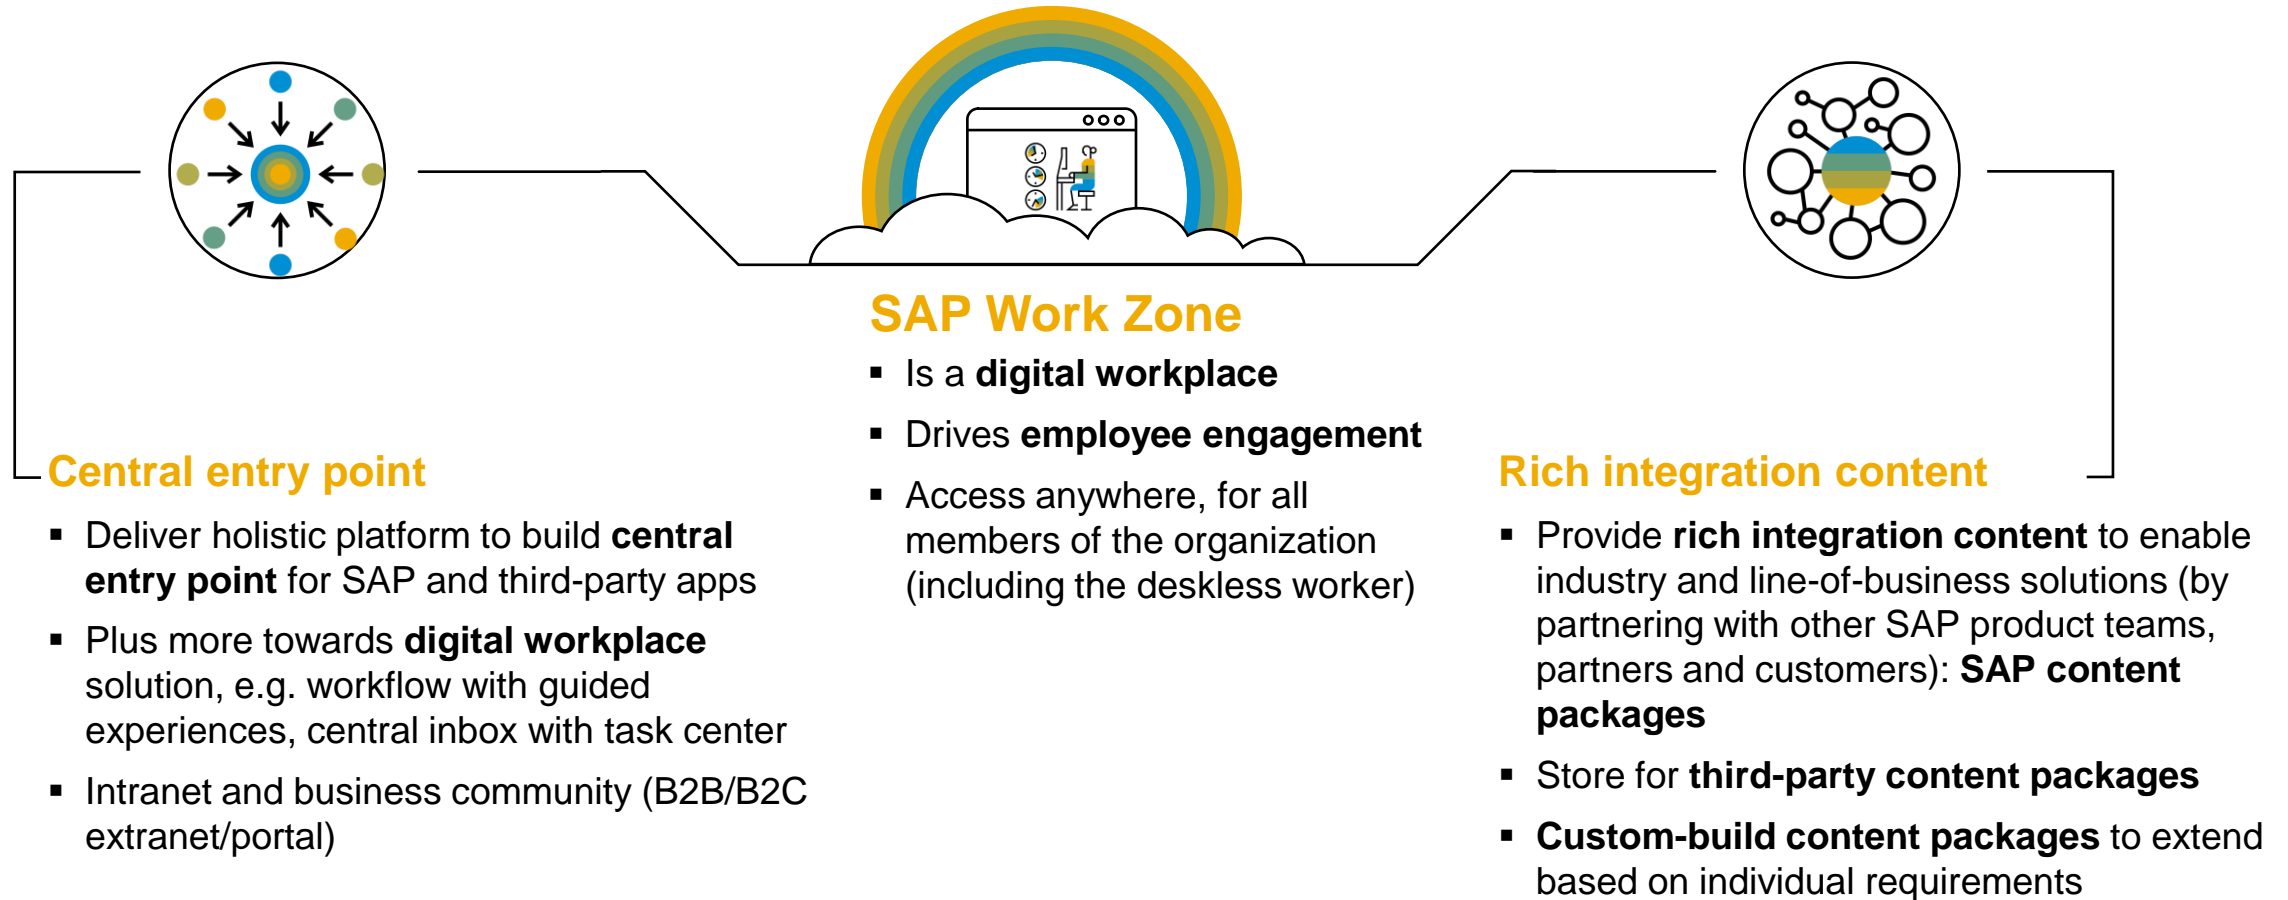 SAP Work Zone
▪ Is a digital workplace
▪ Drives employee engagement
▪ Access anywhere, for all
members of the organization
(including the deskless worker)
Central entry point
▪ Deliver holistic platform to build central
entry point for SAP and third-party apps
▪ Plus more towards digital workplace
solution, e.g. workflow with guided
experiences, central inbox with task center
▪ Intranet and business community (B2B/B2C
extranet/portal)
Rich integration content
▪ Provide rich integration content to enable
industry and line-of-business solutions (by
partnering with other SAP product teams,
partners and customers): SAP content
packages
▪ Store for third-party content packages
▪ Custom-build content packages to extend
based on individual requirements